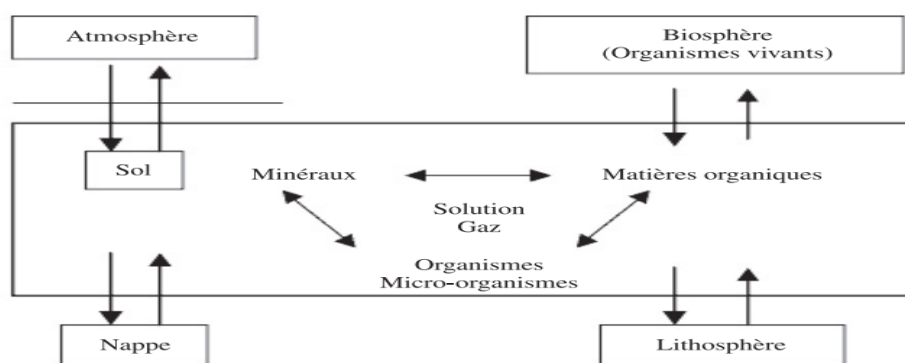 Atmosphère
Biosphère
(Organismes vivants)
Sol
Minéraux
Matières organiques
Solution
Gaz
Organismes
Micro-organismes
Nappe
Lithosphère